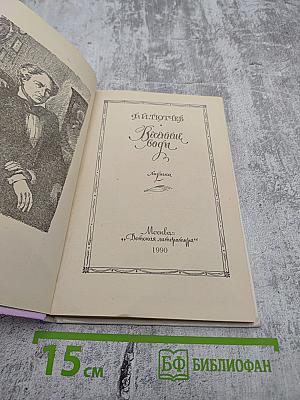 Ф.И.Тютчев
Весенние
воды
Лирика
Москва
„Детская литература“
1990
15 см
БФ БИБЛИОФАН